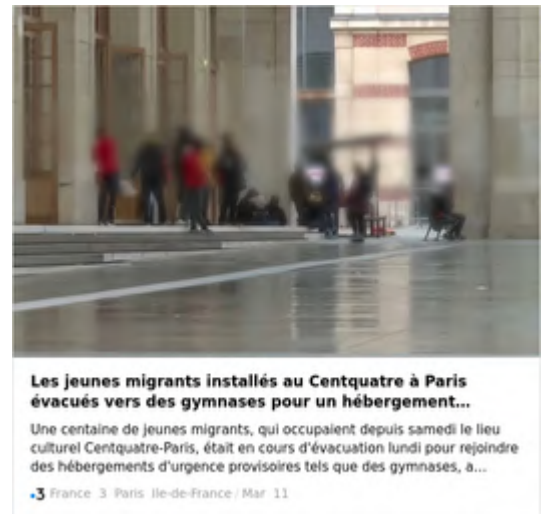 Les jeunes migrants installés au Centquatre à Paris
évacués vers des gymnases pour un hébergement...
Une centaine de jeunes migrants, qui occupaient depuis samedi le lieu
culturel Centquatre-Paris, était en cours d'évacuation lundi pour rejoindre
des hébergements d'urgence provisoires tels que des gymnases, a...
.3 France 3 Paris Ile-de-France / Mar 11